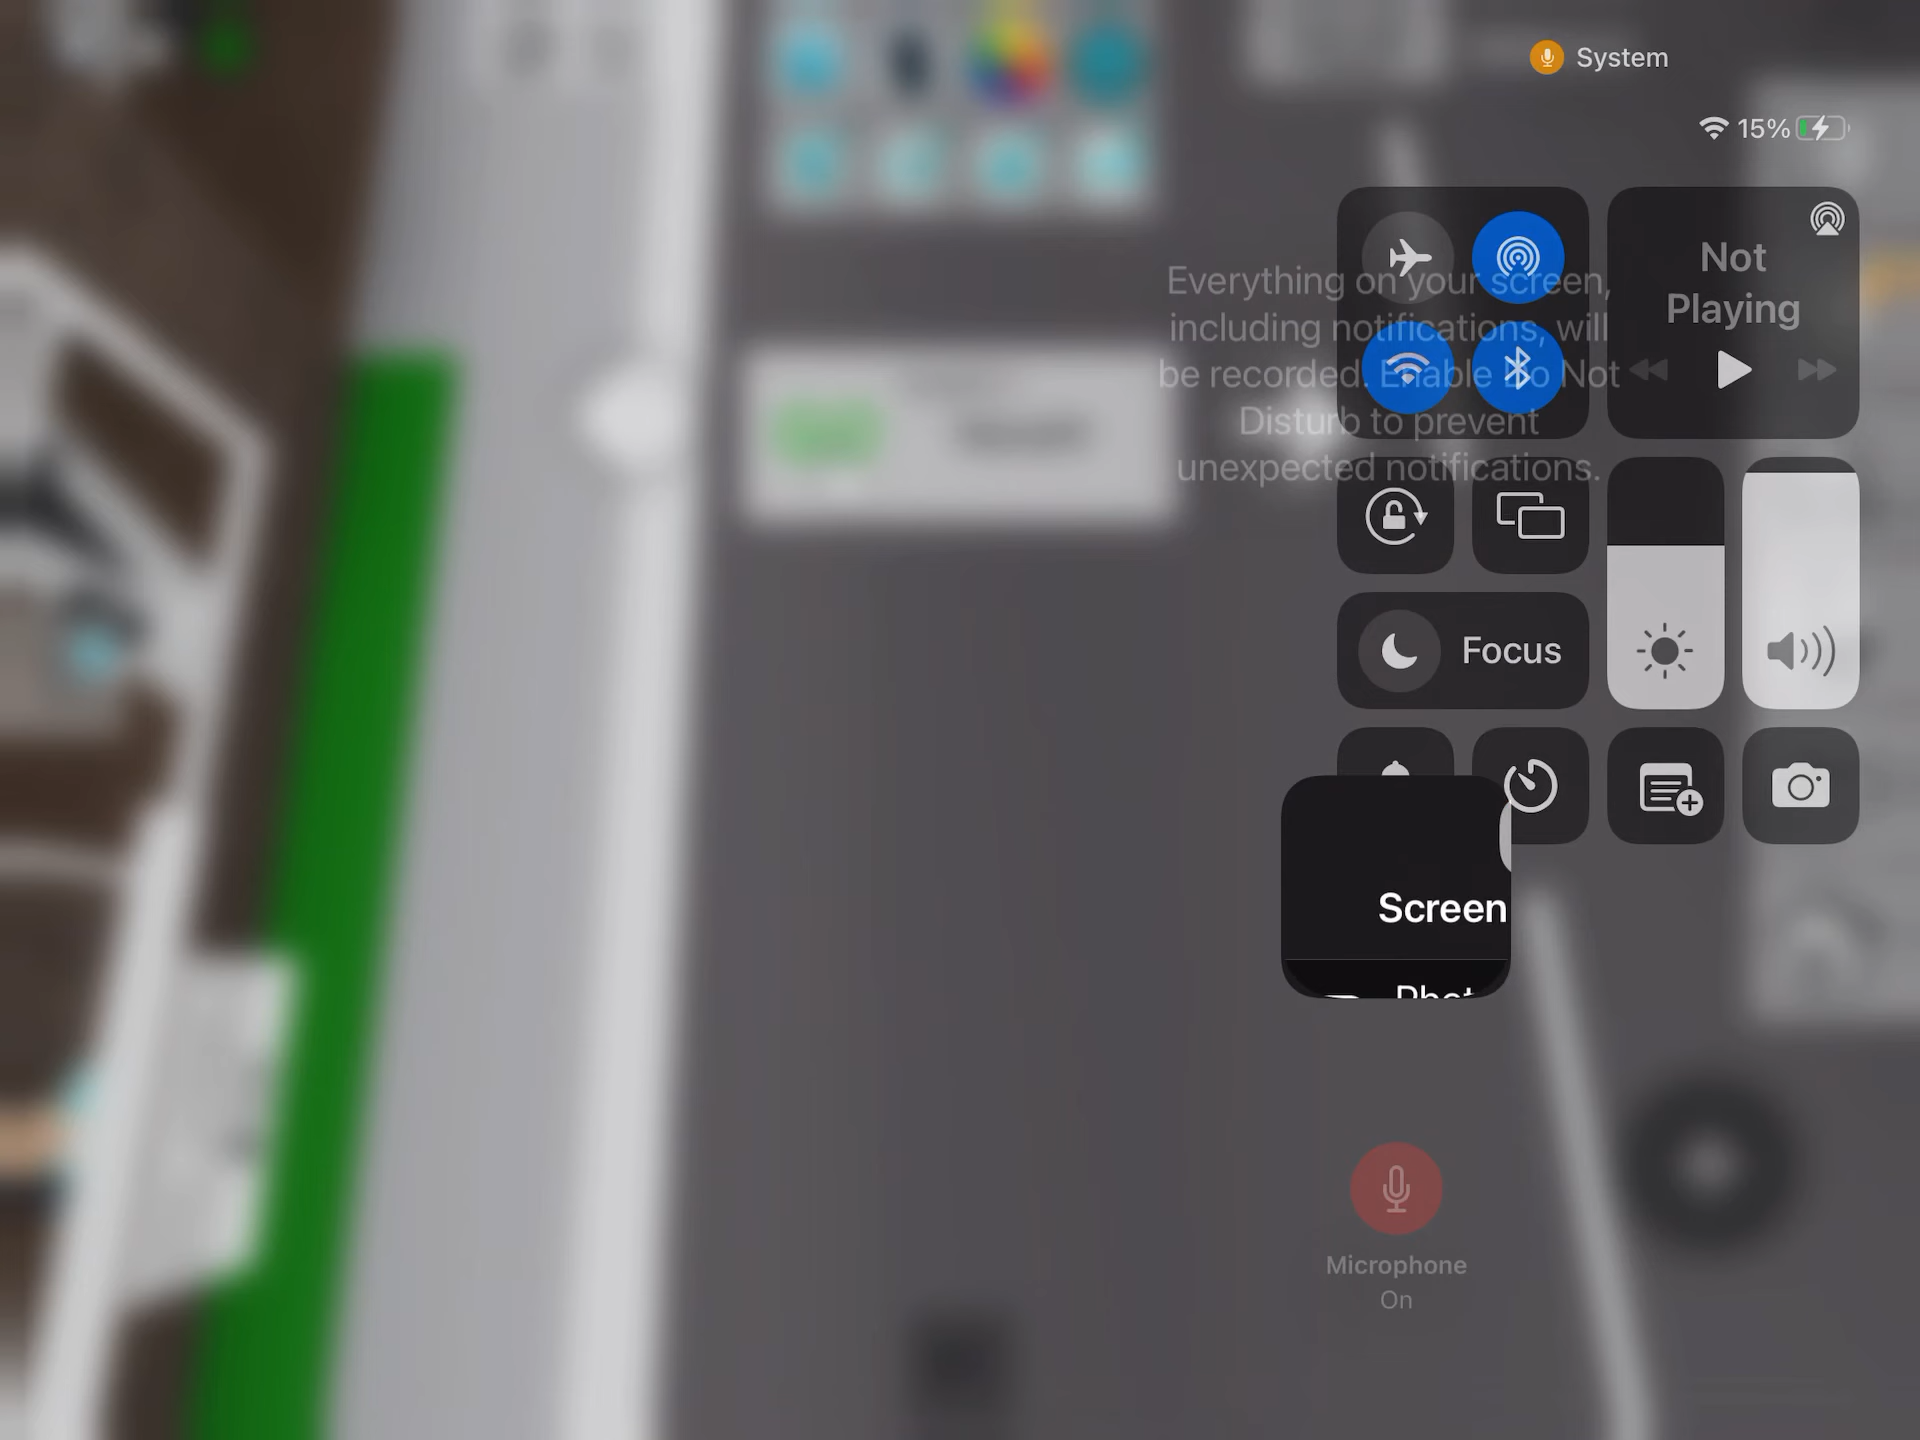 System
15%
Not
Playing
Everything on your screen,
including notifications, will
be recorded. Enable Do Not
Disturb to prevent
unexpected notifications.
Focus
Screen
Phot
Microphone
On